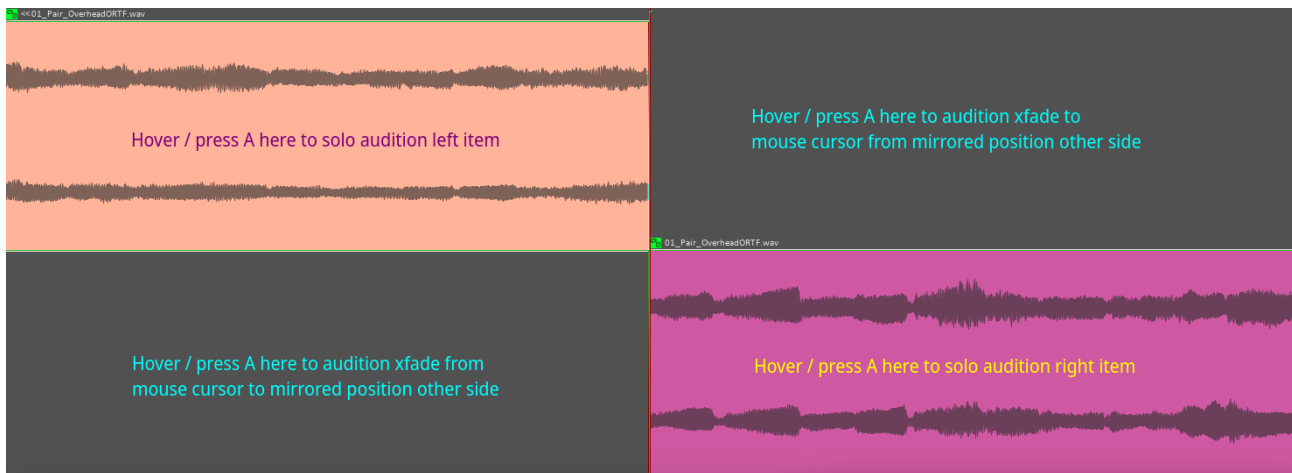 <<01_Pair_OverheadORTF.wav
Hover / press A here to solo audition left item
Hover / press A here to audition xfade to
mouse cursor from mirrored position other side
01_Pair_OverheadORTF.wav
Hover / press A here to audition xfade from
mouse cursor to mirrored position other side
Hover / press A here to solo audition right item